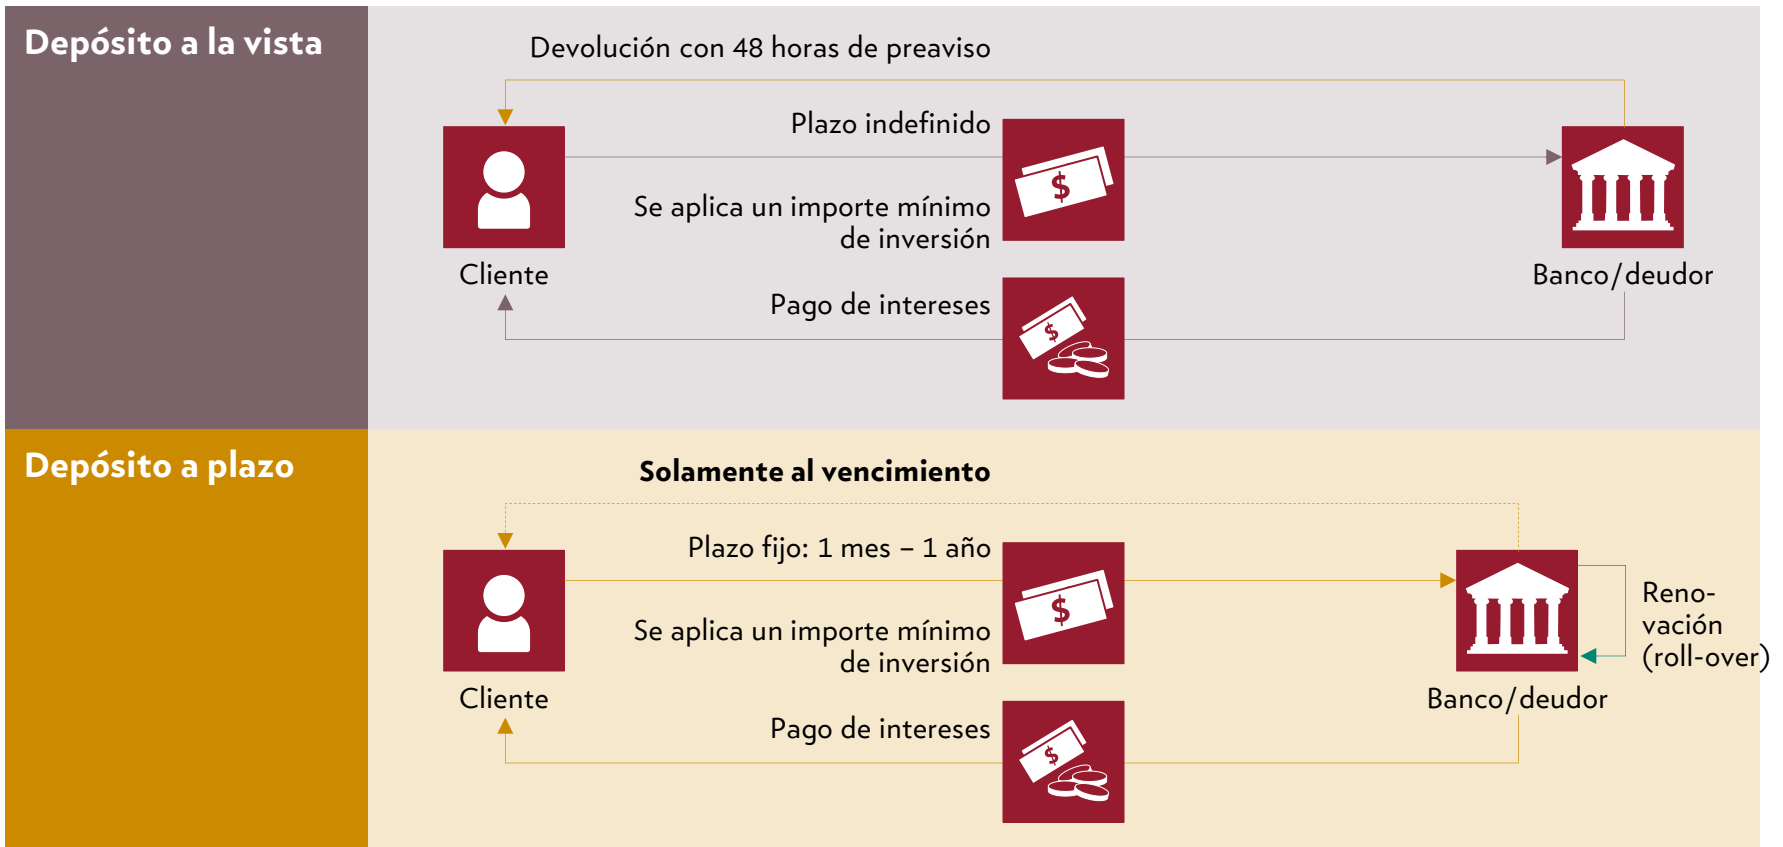 Depósito a la vista
Devolución con 48 horas de preaviso
Plazo indefinido
$
Se aplica un importe mínimo
de inversión
Cliente
Banco/deudor
Pago de intereses
$
Depósito a plazo
Solamente al vencimiento
Plazo fijo: 1 mes – 1 año
$
Se aplica un importe mínimo
de inversión
Reno-
vación
(roll-over)
Cliente
Banco/deudor
Pago de intereses
$